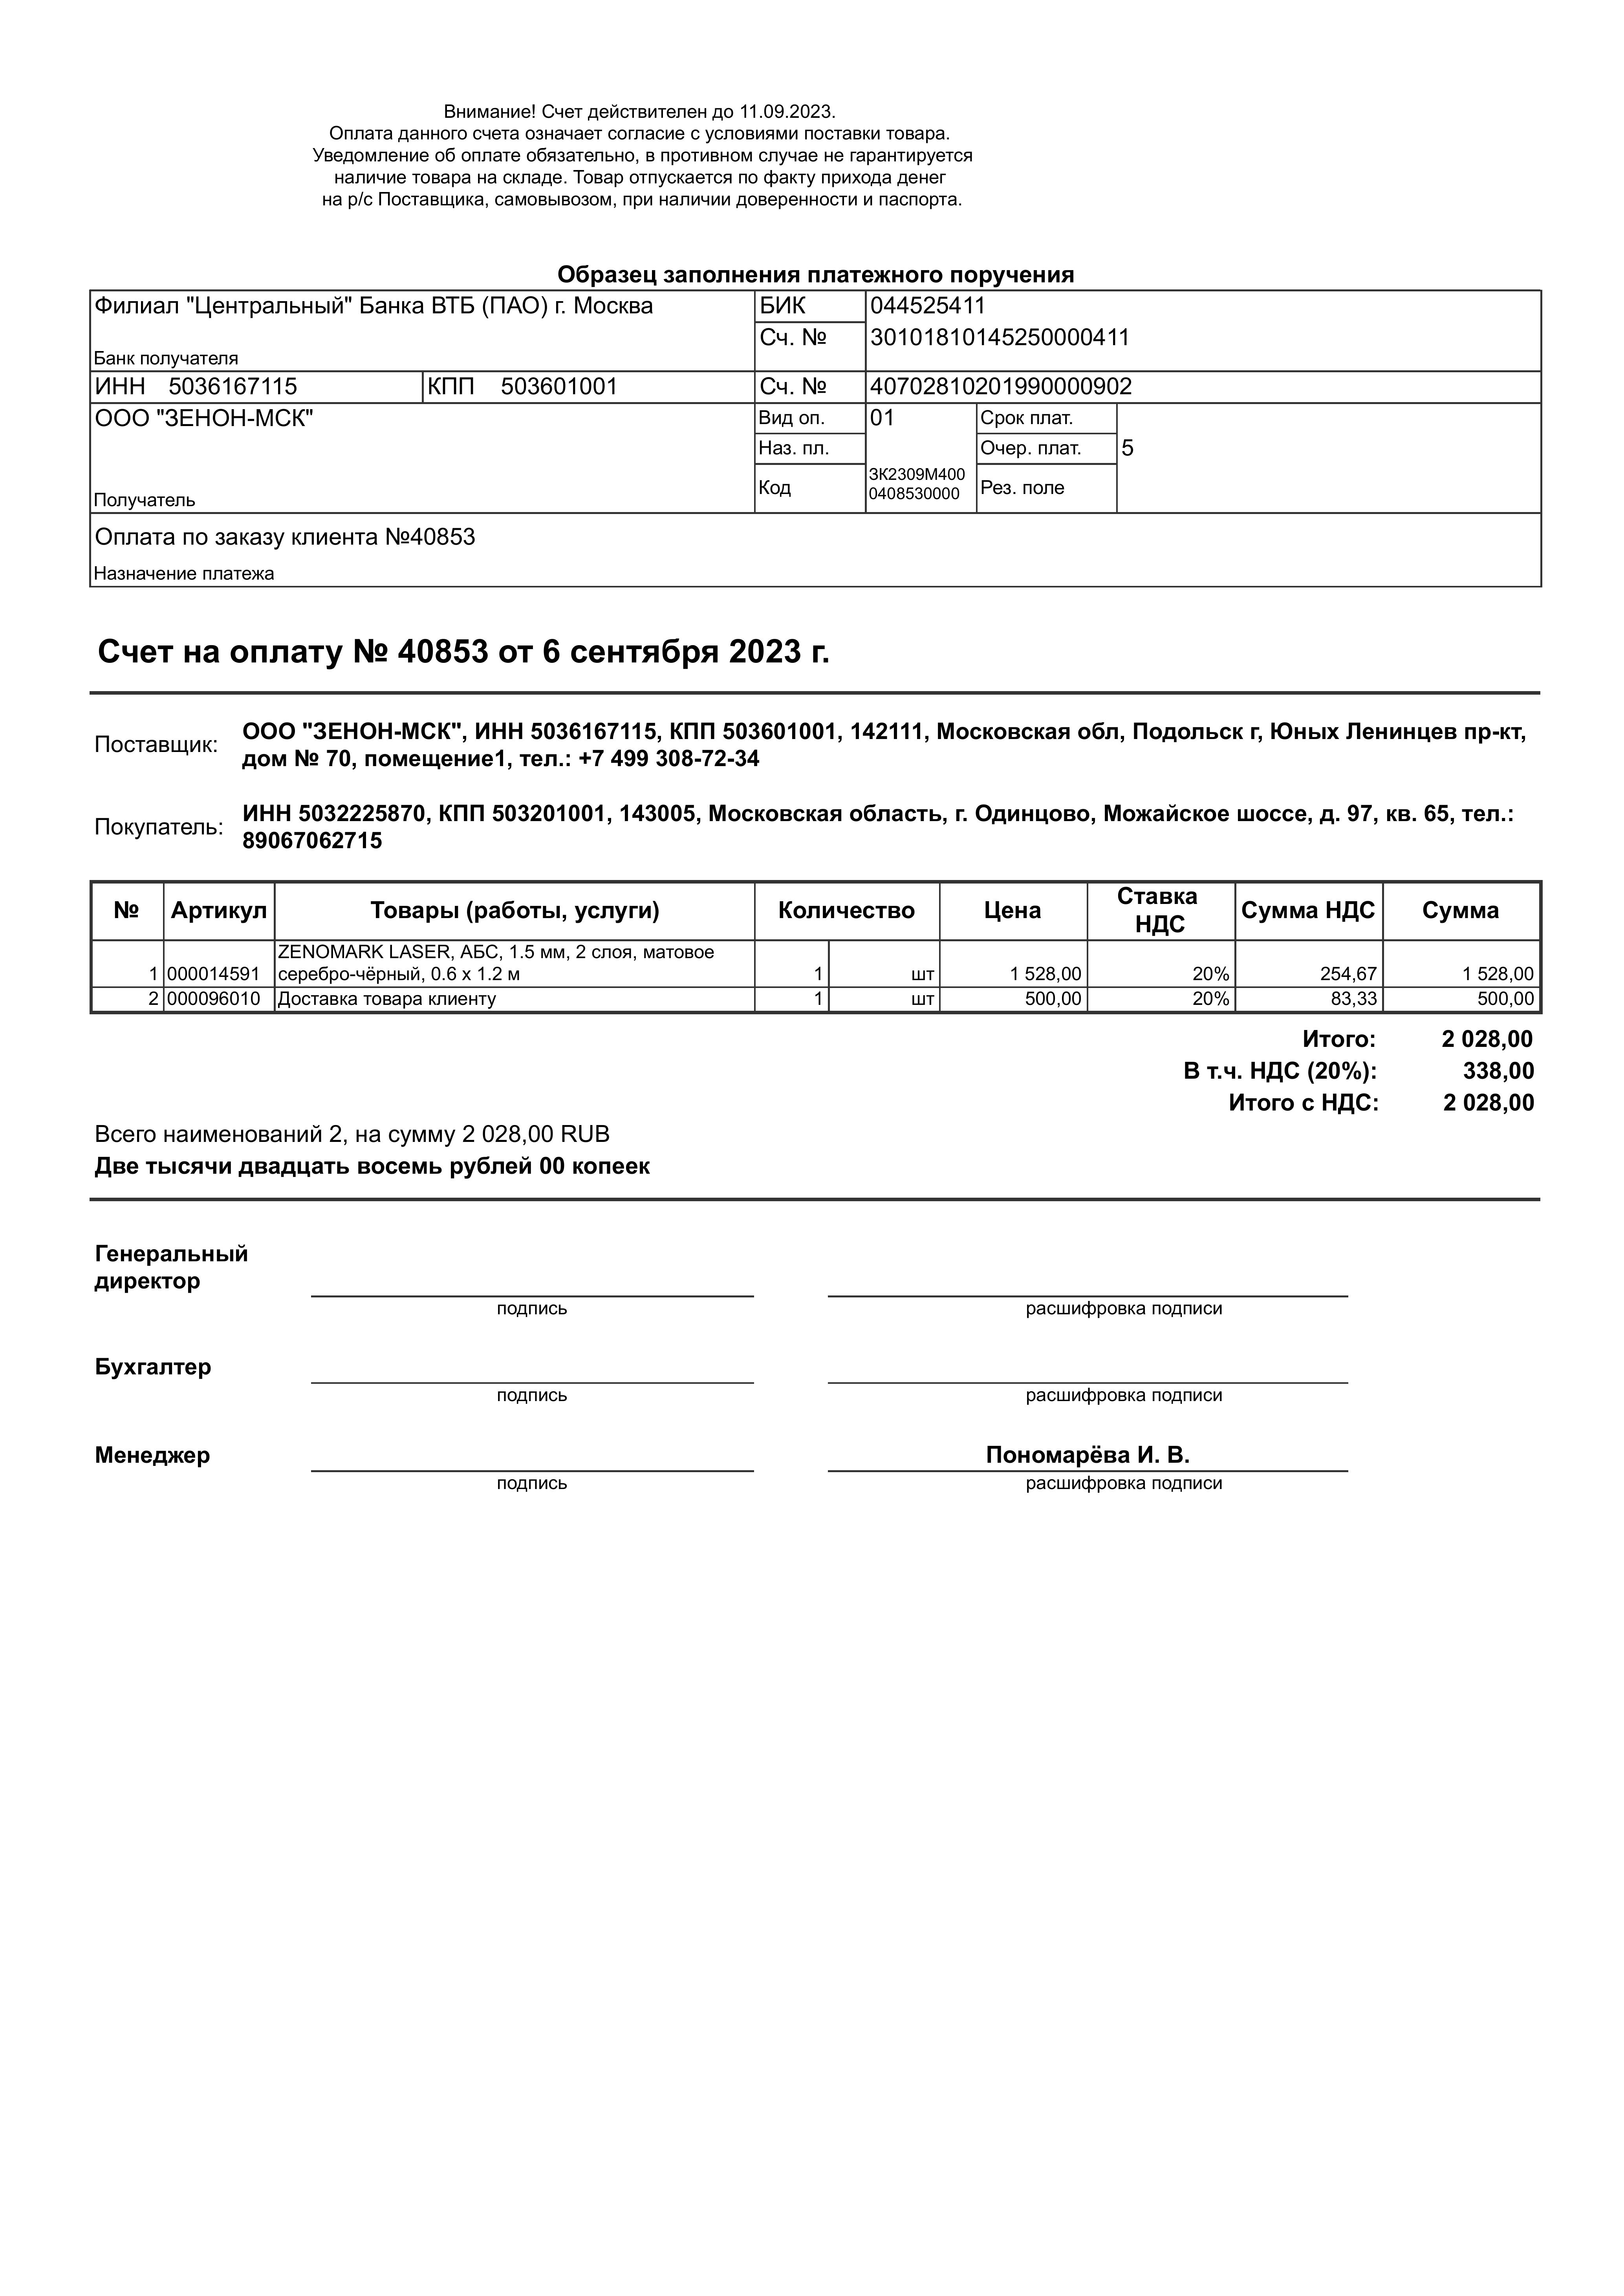 Внимание! Счет действителен до 11.09.2023.
Оплата данного счета означает согласие с условиями поставки товара.
Уведомление об оплате обязательно, в противном случае не гарантируется
наличие товара на складе. Товар отпускается по факту прихода денег
на р/с Поставщика, самовывозом, при наличии доверенности и паспорта.
Образец заполнения платежного поручения
Филиал "Центральный" Банка ВТБ (ПАО) г. Москва БИК 044525411
Сч. № 30101810145250000411
Банк получателя
ИНН 5036167115 КПП 503601001 Сч. № 40702810201990000902
ООО "ЗЕНОН-МСК" Вид оп. 01 Срок плат.
Наз. пл. Очер. плат. 5
Код ЗК2309М400 Рез. поле
0408530000
Получатель
Оплата по заказу клиента №40853
Назначение платежа
Счет на оплату № 40853 от 6 сентября 2023 г.
Поставщик: ООО "ЗЕНОН-МСК", ИНН 5036167115, КПП 503601001, 142111, Московская обл, Подольск г, Юных Ленинцев пр-кт,
дом № 70, помещение1, тел.: +7 499 308-72-34
Покупатель: ИНН 5032225870, КПП 503201001, 143005, Московская область, г. Одинцово, Можайское шоссе, д. 97, кв. 65, тел.:
89067062715
№ Артикул Товары (работы, услуги) Количество Цена Ставка НДС Сумма НДС Сумма
ZENOMARK LASER, АБС, 1.5 мм, 2 слоя, матовое
1 000014591 серебро-чёрный, 0.6 x 1.2 м 1 шт 1 528,00 20% 254,67 1 528,00
2 000096010 Доставка товара клиенту 1 шт 500,00 20% 83,33 500,00
Итого: 2 028,00
В т.ч. НДС (20%): 338,00
Итого с НДС: 2 028,00
Всего наименований 2, на сумму 2 028,00 RUB
Две тысячи двадцать восемь рублей 00 копеек
Генеральный
директор
подпись расшифровка подписи
Бухгалтер
подпись расшифровка подписи
Менеджер Пономарёва И. В.
подпись расшифровка подписи